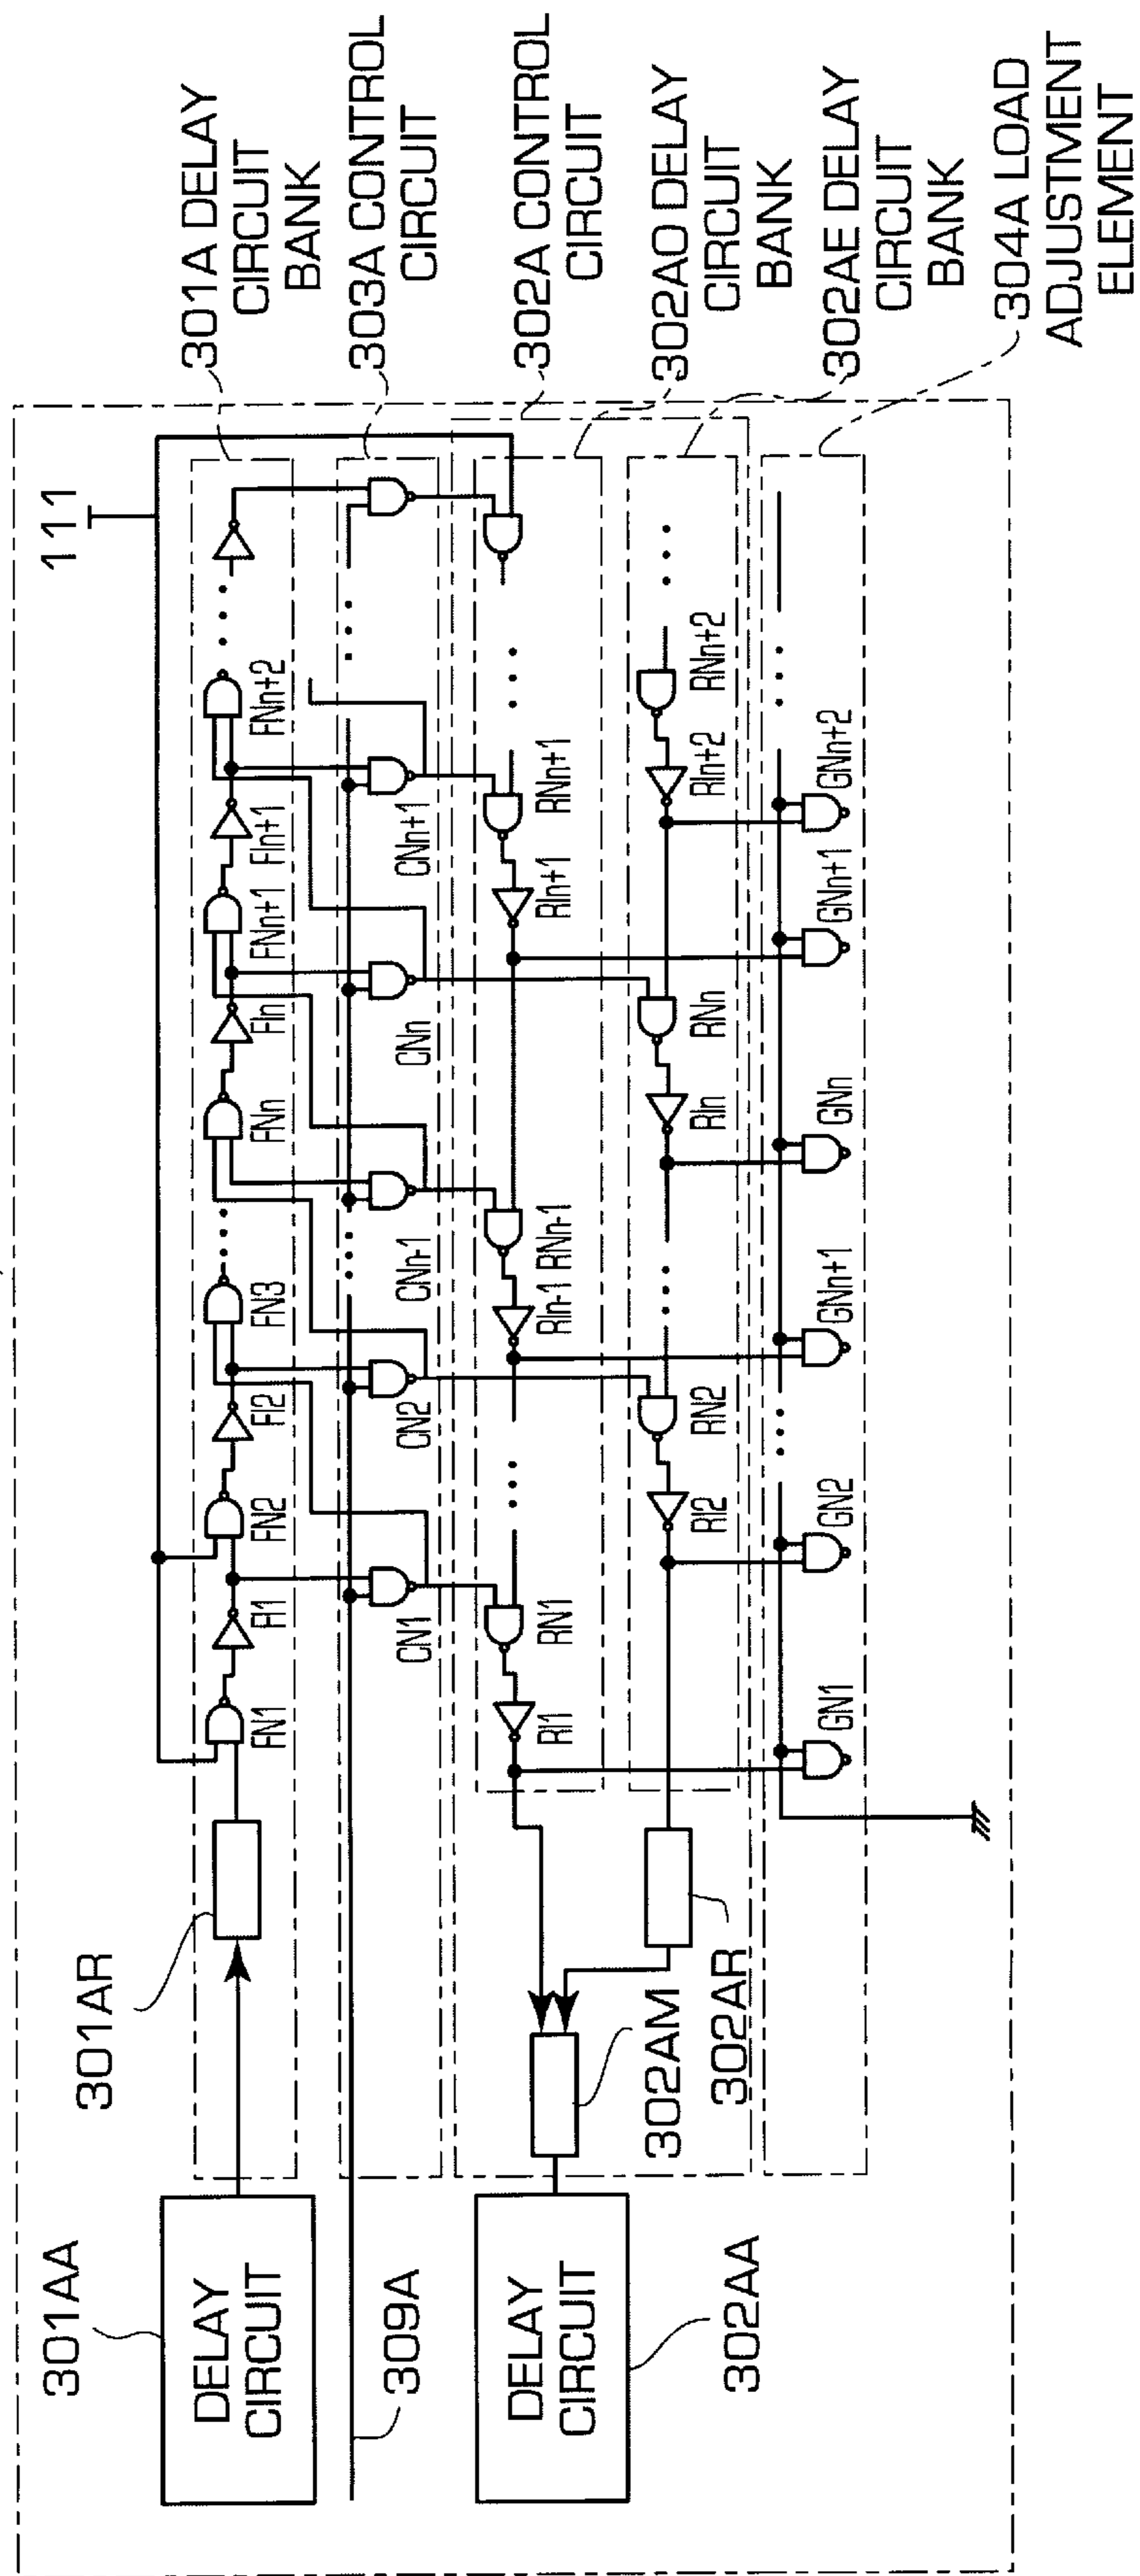 301AA
DELAY
CIRCUIT
301AR
111
301A DELAY
CIRCUIT
BANK
FN1
FI1
FN2
FI2
FN3
FNn
FIn
FNn+1
FIn+1
FNn+2
309A
303A CONTROL
CIRCUIT
CN1
CN2
CNn-1
CNn
CNn+1
DELAY
CIRCUIT
302AA
302AM
302AR
302A CONTROL
CIRCUIT
RI1
RN1
RIn-1
RNn-1
RIn+1
RNn+1
302AO DELAY
CIRCUIT
BANK
RI2
RN2
RIn
RNn
RIn+2
RNn+2
302AE DELAY
CIRCUIT
BANK
GN1
GN2
GNn+1
GNn
GNn+1
GNn+2
304A LOAD
ADJUSTMENT
ELEMENT